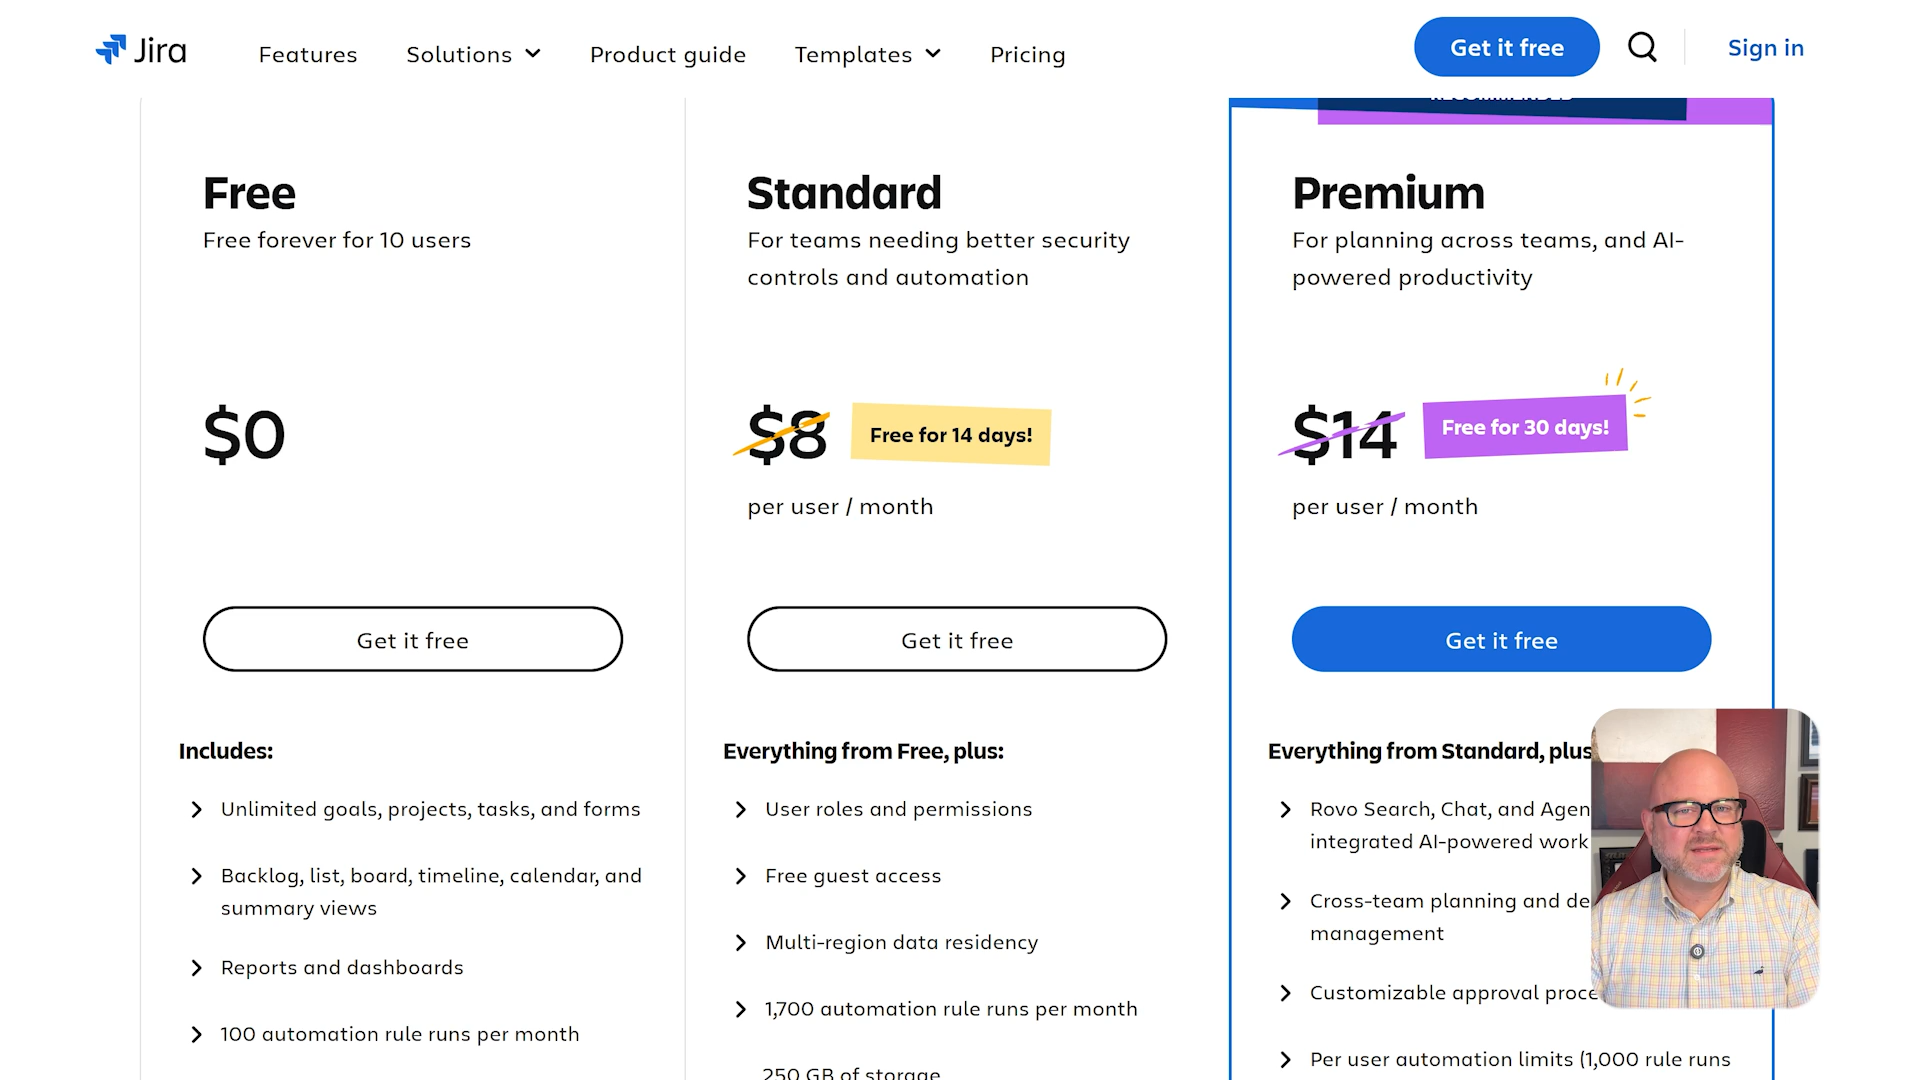 Jira
Features
Solutions
Product guide
Templates
Pricing
Get it free
Sign in
RECOMMENDED
Free
Free forever for 10 users
$0
Get it free
Includes:
Unlimited goals, projects, tasks, and forms
Backlog, list, board, timeline, calendar, and
summary views
Reports and dashboards
100 automation rule runs per month
Standard
For teams needing better security
controls and automation
$8
Free for 14 days!
per user / month
Get it free
Everything from Free, plus:
User roles and permissions
Free guest access
Multi-region data residency
1,700 automation rule runs per month
250 GB of storage
Premium
For planning across teams, and AI-
powered productivity
$14
Free for 30 days!
per user / month
Get it free
Everything from Standard, plus
Rovo Search, Chat, and Agen
integrated AI-powered work
Cross-team planning and de
management
Customizable approval proce
Per user automation limits (1,000 rule runs